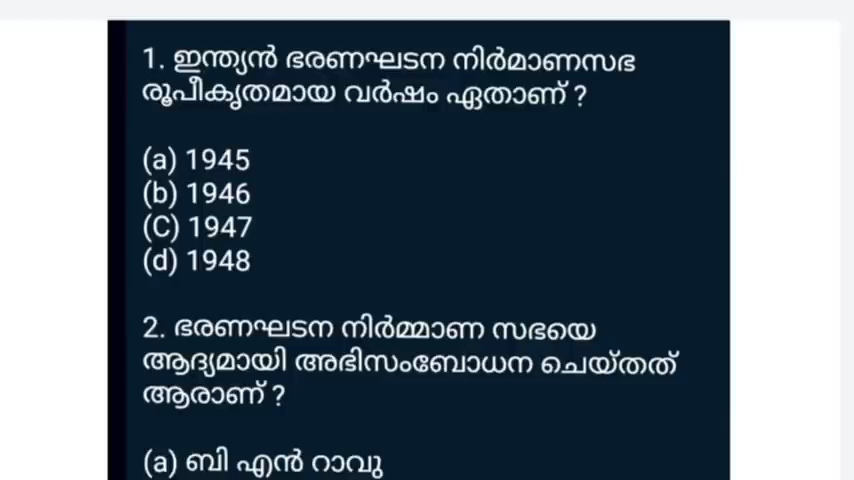 1. ഇന്ത്യൻ ഭരണഘടന നിർമാണസഭ
രൂപീകൃതമായ വർഷം ഏതാണ് ?
(a) 1945
(b) 1946
(C) 1947
(d) 1948
2. ഭരണഘടന നിർമ്മാണ സഭയെ
ആദ്യമായി അഭിസംബോധന ചെയ്തത്
ആരാണ് ?
(a) ബി എൻ റാവു